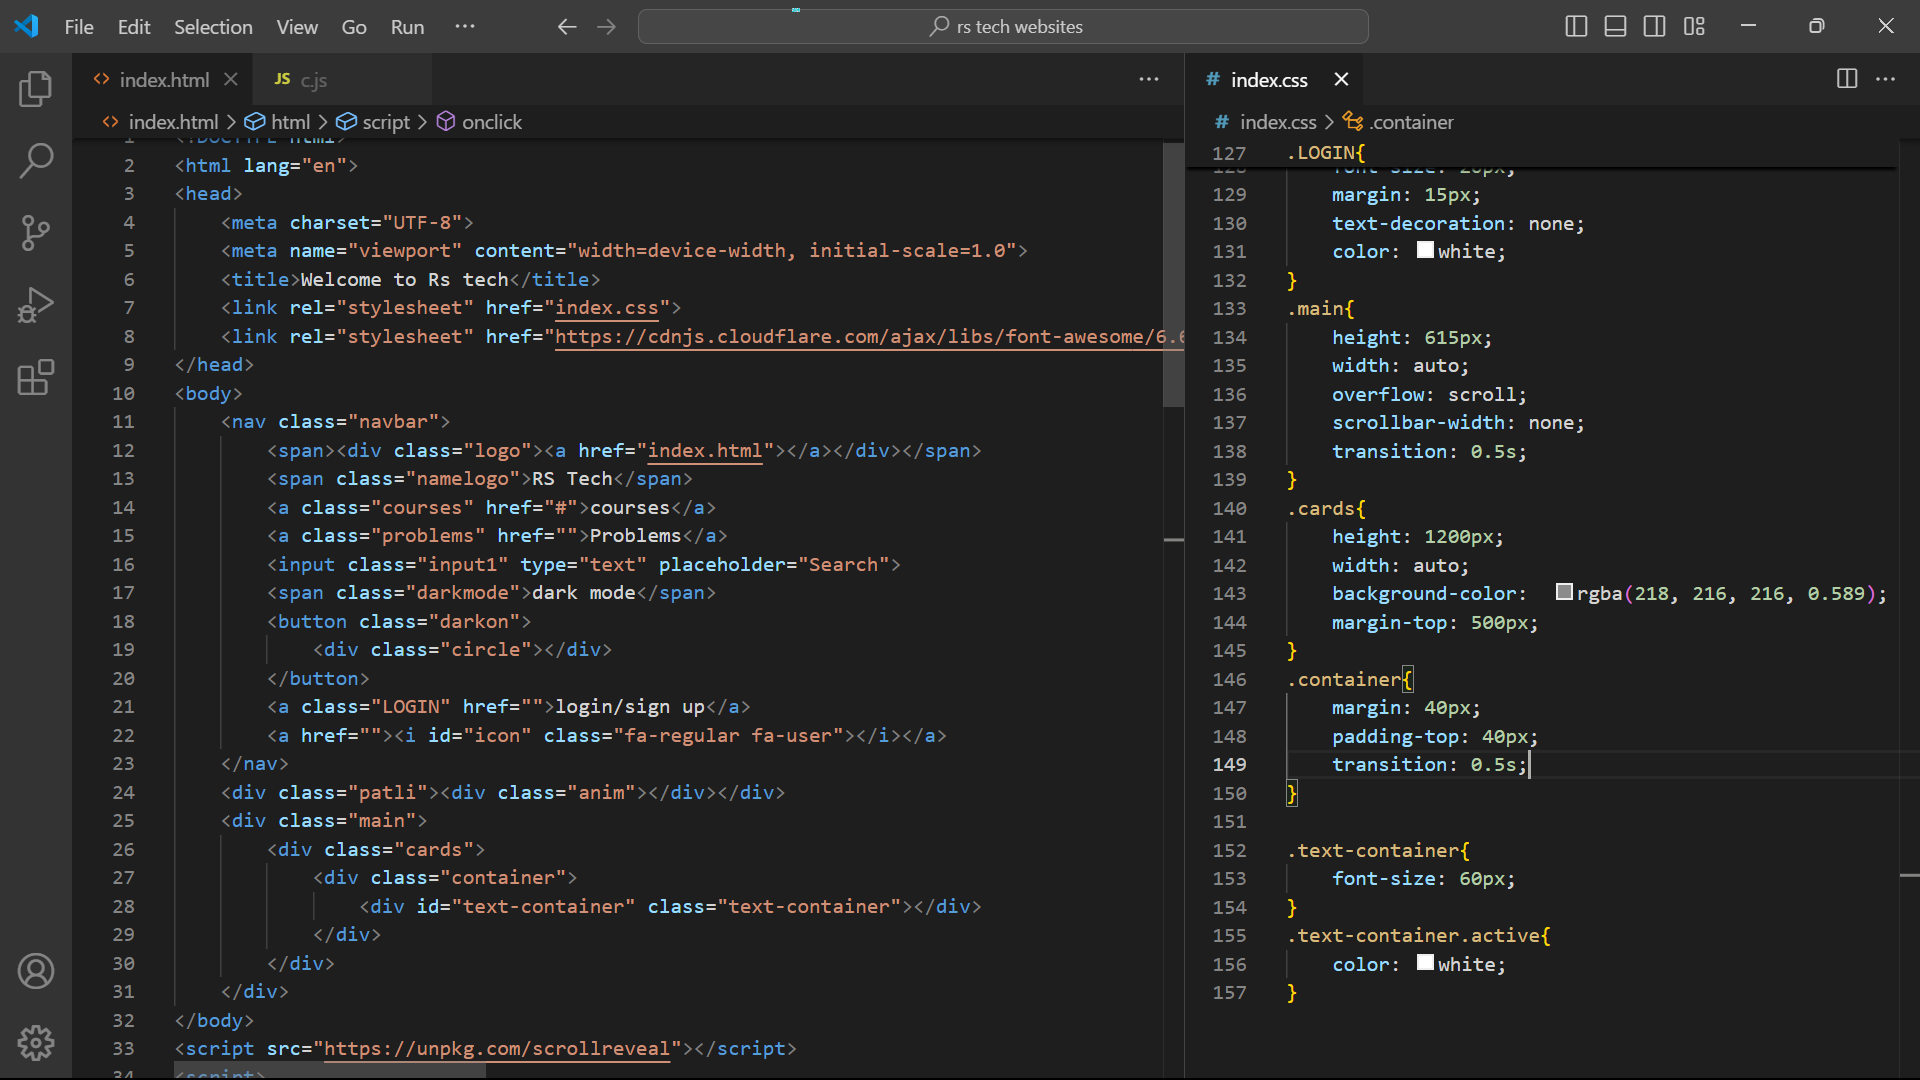 File Edit Selection View Go Run ···
rs tech websites
index.html
JS c.js
index.html > html > script > onclick
1 <!DOCTYPE html>
2 <html lang="en">
3 <head>
4 <meta charset="UTF-8">
5 <meta name="viewport" content="width=device-width, initial-scale=1.0">
6 <title>Welcome to Rs tech</title>
7 <link rel="stylesheet" href="index.css">
8 <link rel="stylesheet" href="https://cdnjs.cloudflare.com/ajax/libs/font-awesome/6.6
9 </head>
10 <body>
11 <nav class="navbar">
12 <span><div class="logo"><a href="index.html"></a></div></span>
13 <span class="namelogo">RS Tech</span>
14 <a class="courses" href="#">courses</a>
15 <a class="problems" href="">Problems</a>
16 <input class="input1" type="text" placeholder="Search">
17 <span class="darkmode">dark mode</span>
18 <button class="darkon">
19 <div class="circle"></div>
20 </button>
21 <a class="LOGIN" href="">login/sign up</a>
22 <a href=""><i id="icon" class="fa-regular fa-user"></i></a>
23 </nav>
24 <div class="patli"><div class="anim"></div></div>
25 <div class="main">
26 <div class="cards">
27 <div class="container">
28 <div id="text-container" class="text-container"></div>
29 </div>
30 </div>
31 </div>
32 </body>
33 <script src="https://unpkg.com/scrollreveal"></script>
34 <script>
# index.css
# index.css > .container
127 .LOGIN{
128 font-size: 20px;
129 margin: 15px;
130 text-decoration: none;
131 color: white;
132 }
133 .main{
134 height: 615px;
135 width: auto;
136 overflow: scroll;
137 scrollbar-width: none;
138 transition: 0.5s;
139 }
140 .cards{
141 height: 1200px;
142 width: auto;
143 background-color: rgba(218, 216, 216, 0.589);
144 margin-top: 500px;
145 }
146 .container{
147 margin: 40px;
148 padding-top: 40px;
149 transition: 0.5s;
150 }
151
152 .text-container{
153 font-size: 60px;
154 }
155 .text-container.active{
156 color: white;
157 }